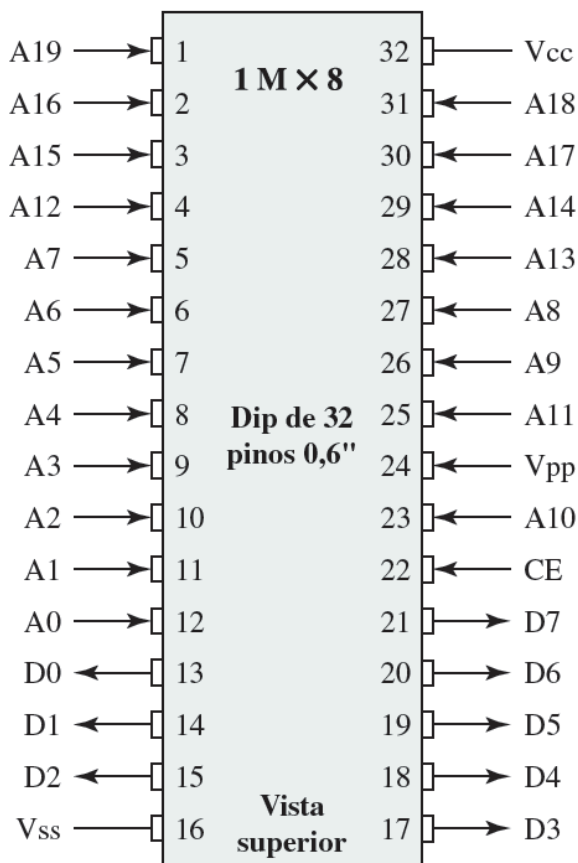 A19 1 32 Vcc
1 M × 8
A16 2 31 A18
A15 3 30 A17
A12 4 29 A14
A7 5 28 A13
A6 6 27 A8
A5 7 26 A9
A4 8 Dip de 32 25 A11
A3 9 pinos 0,6" 24 Vpp
A2 10 23 A10
A1 11 22 CE
A0 12 21 D7
D0 13 20 D6
D1 14 19 D5
D2 15 18 D4
Vista
Vss 16 superior 17 D3